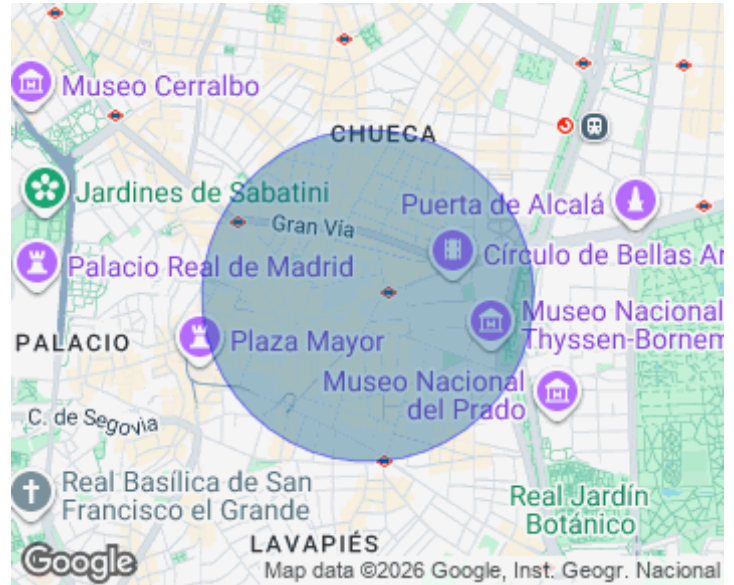 Museo Cerralbo
CHUECA
Jardines de Sabatini
Puerta de Alcalá
Gran Vía
Círculo de Bellas Ar
Palacio Real de Madrid
Museo Nacional
Thyssen-Bornem
PALACIO
Plaza Mayor
Museo Nacional
del Prado
C. de Segovia
Real Basílica de San
Francisco el Grande
Real Jardín
Botánico
LAVAPIÉS
Google
Map data ©2026 Google, Inst. Geogr. Nacional